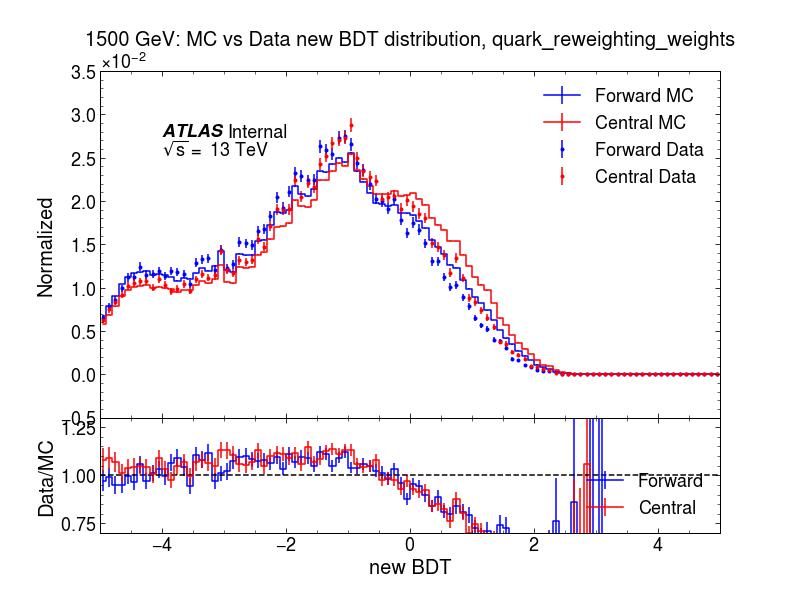 1500 GeV: MC vs Data new BDT distribution, quark_reweighting_weights
×10⁻²
3.5
3.0
2.5
2.0
1.5
1.0
0.5
0.0
0.5
Normalized
ATLAS Internal
√s = 13 TeV
Forward MC
Central MC
Forward Data
Central Data
1.25
1.00
0.75
Data/MC
Forward
Central
−4
−2
0
2
4
new BDT